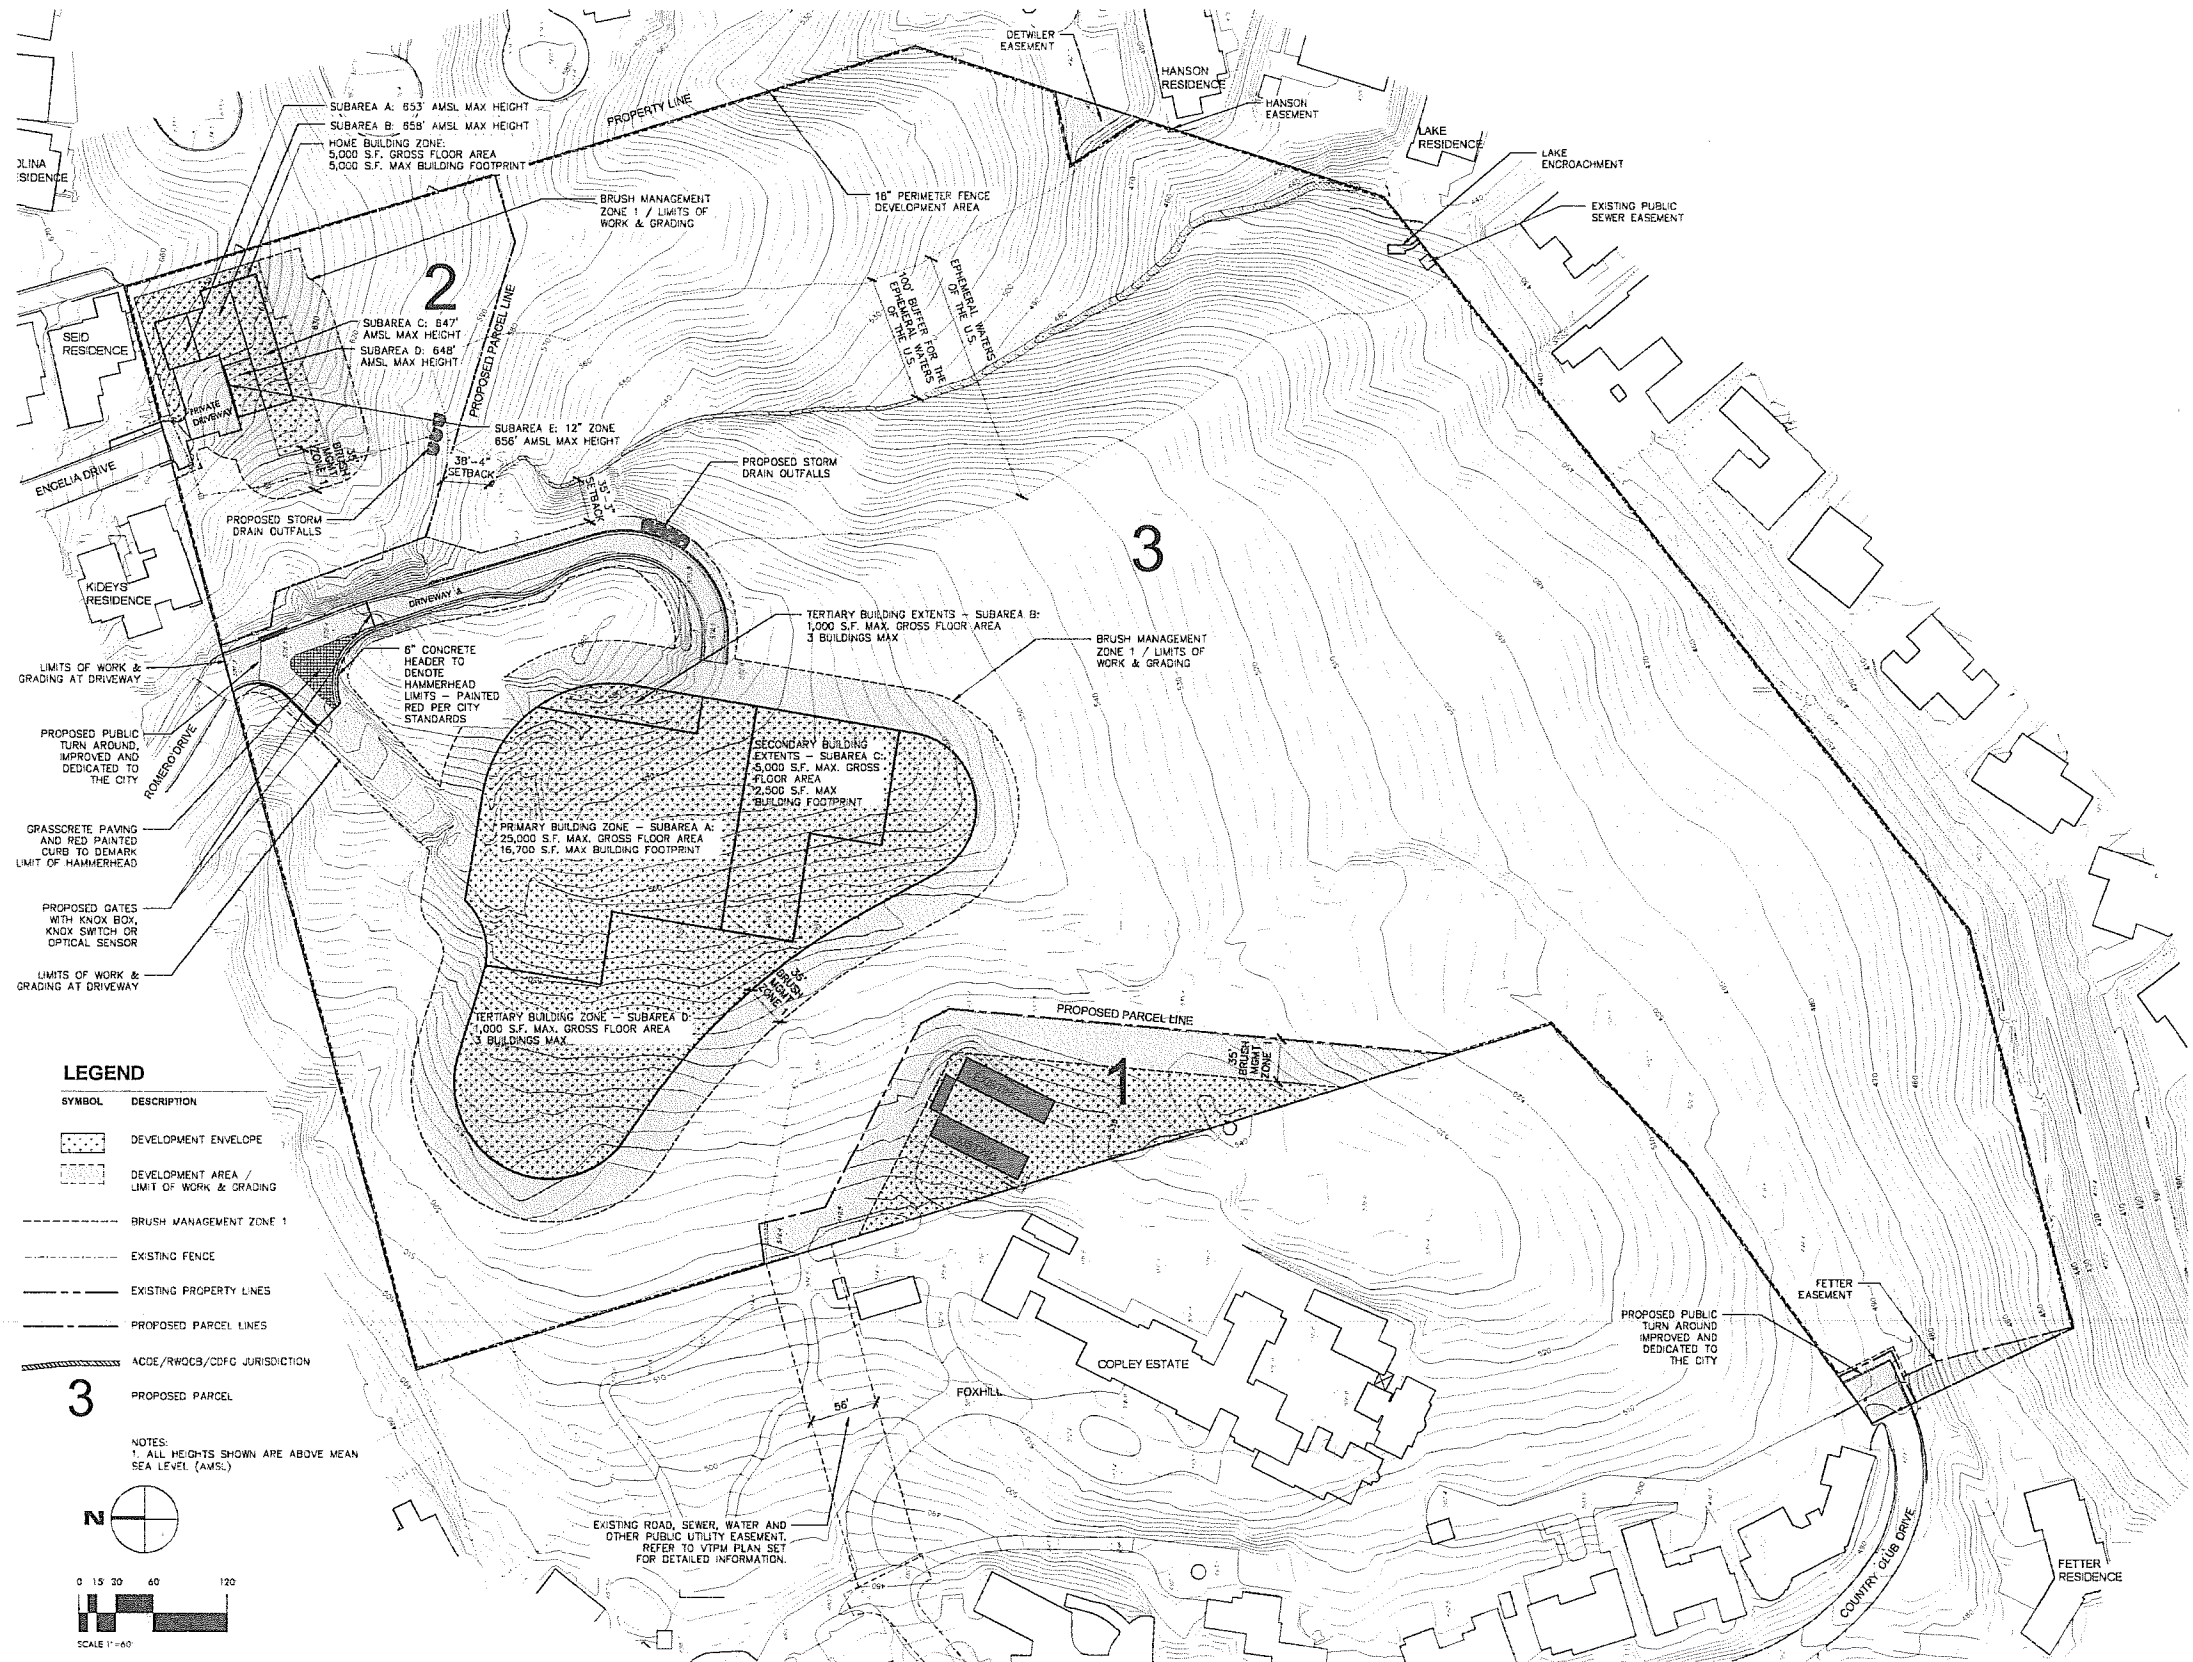 DETWILER
EASEMENT
HANSON
RESIDENCE
HANSON
EASEMENT
LAKE
RESIDENCE
LAKE
ENCROACHMENT
EXISTING PUBLIC
SEWER EASEMENT
SUBAREA A: 653' AMSL MAX HEIGHT
SUBAREA B: 658' AMSL MAX HEIGHT
HOME BUILDING ZONE:
5,000 S.F. GROSS FLOOR AREA
5,000 S.F. MAX BUILDING FOOTPRINT
PROPERTY LINE
BRUSH MANAGEMENT
ZONE 1 / LIMITS OF
WORK & GRADING
18" PERIMETER FENCE
DEVELOPMENT AREA
OLINA
SIDENCE
2
SEID
RESIDENCE
SUBAREA C: 647'
AMSL MAX HEIGHT
SUBAREA D: 648'
AMSL MAX HEIGHT
PROPOSED PARCEL LINE
EPHEMERAL WATERS
OF THE U.S.
100' BUFFER FOR THE
EPHEMERAL WATERS
OF THE U.S.
PRIVATE
DRIVEWAY
SUBAREA E: 12" ZONE
656' AMSL MAX HEIGHT
35'
BRUSH
MGMT
ZONE 1
38'-4"
SETBACK
35'-3"
SETBACK
ENGELIA DRIVE
PROPOSED STORM
DRAIN OUTFALLS
PROPOSED STORM
DRAIN OUTFALLS
3
KIDEYS
RESIDENCE
DRIVEWAY A
TERTIARY BUILDING EXTENTS - SUBAREA B:
1,000 S.F. MAX. GROSS FLOOR AREA
3 BUILDINGS MAX
BRUSH MANAGEMENT
ZONE 1 / LIMITS OF
WORK & GRADING
LIMITS OF WORK &
GRADING AT DRIVEWAY
6" CONCRETE
HEADER TO
DENOTE
HAMMERHEAD
LIMITS - PAINTED
RED PER CITY
STANDARDS
PROPOSED PUBLIC
TURN AROUND,
IMPROVED AND
DEDICATED TO
THE CITY
ROMERO DRIVE
SECONDARY BUILDING
EXTENTS - SUBAREA C:
5,000 S.F. MAX. GROSS
FLOOR AREA
2,500 S.F. MAX
BUILDING FOOTPRINT
GRASSCRETE PAVING
AND RED PAINTED
CURB TO DEMARK
LIMIT OF HAMMERHEAD
PRIMARY BUILDING ZONE - SUBAREA A:
25,000 S.F. MAX. GROSS FLOOR AREA
16,700 S.F. MAX BUILDING FOOTPRINT
PROPOSED GATES
WITH KNOX BOX,
KNOX SWITCH OR
OPTICAL SENSOR
LIMITS OF WORK &
GRADING AT DRIVEWAY
35'
BRUSH
MGMT
ZONE 1
TERTIARY BUILDING ZONE - SUBAREA D:
1,000 S.F. MAX. GROSS FLOOR AREA
3 BUILDINGS MAX
PROPOSED PARCEL LINE
35'
BRUSH
MGMT
ZONE 1
1
LEGEND
SYMBOL DESCRIPTION
DEVELOPMENT ENVELOPE
DEVELOPMENT AREA /
LIMIT OF WORK & GRADING
BRUSH MANAGEMENT ZONE 1
EXISTING FENCE
EXISTING PROPERTY LINES
PROPOSED PARCEL LINES
ACOE/RWQCB/CDFG JURISDICTION
3 PROPOSED PARCEL
NOTES:
1. ALL HEIGHTS SHOWN ARE ABOVE MEAN
SEA LEVEL (AMSL)
N
0 15' 30' 60' 120'
SCALE 1"=60'
COPLEY ESTATE
FOXHILL
56'
EXISTING ROAD, SEWER, WATER AND
OTHER PUBLIC UTILITY EASEMENT.
REFER TO VTPM PLAN SET
FOR DETAILED INFORMATION.
FETTER
EASEMENT
PROPOSED PUBLIC
TURN AROUND
IMPROVED AND
DEDICATED TO
THE CITY
COUNTRY CLUB DRIVE
FETTER
RESIDENCE